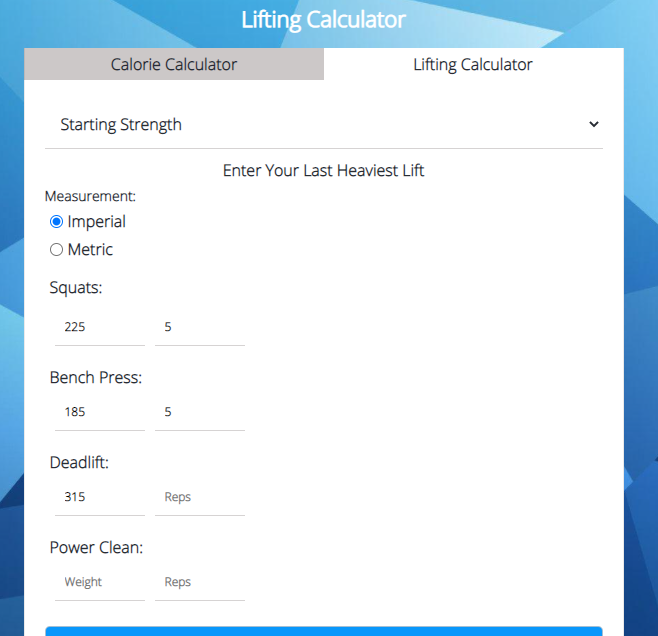 Lifting Calculator
Calorie Calculator Lifting Calculator
Starting Strength
Enter Your Last Heaviest Lift
Measurement:
Imperial
Metric
Squats:
225 5
Bench Press:
185 5
Deadlift:
315 Reps
Power Clean:
Weight Reps